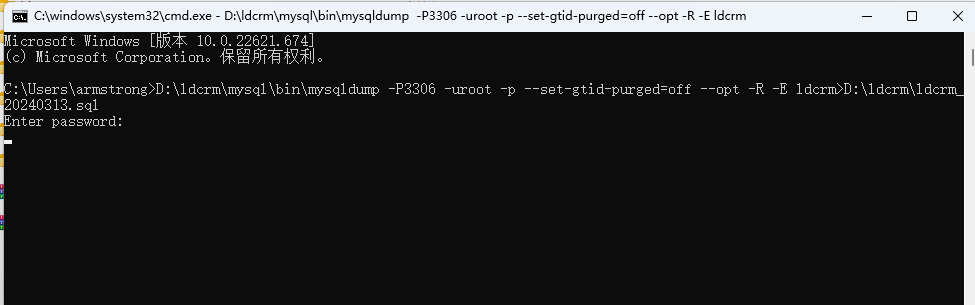 C:\windows\system32\cmd.exe - D:\ldcrm\mysql\bin\mysqldump  -P3306 -uroot -p --set-gtid-purged=off --opt -R -E ldcrm
Microsoft Windows [版本 10.0.22621.674]
(c) Microsoft Corporation。保留所有权利。
C:\Users\armstrong>D:\ldcrm\mysql\bin\mysqldump -P3306 -uroot -p --set-gtid-purged=off --opt -R -E ldcrm>D:\ldcrm\ldcrm_
20240313.sql
Enter password: